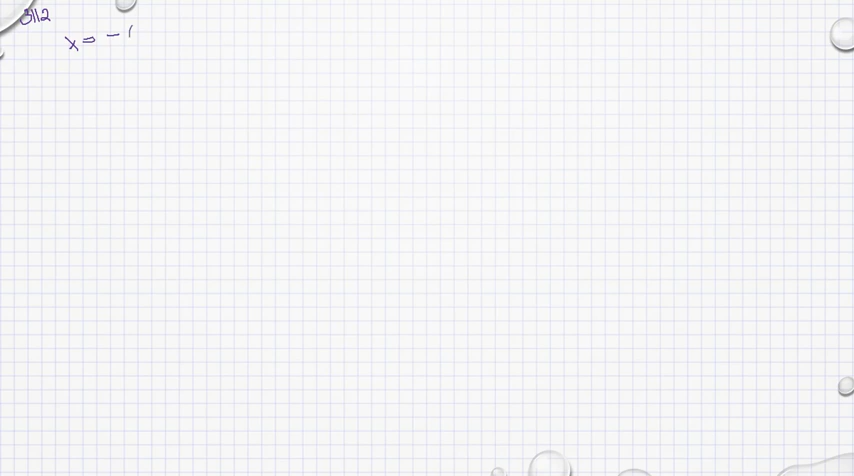 3112
x = - 1